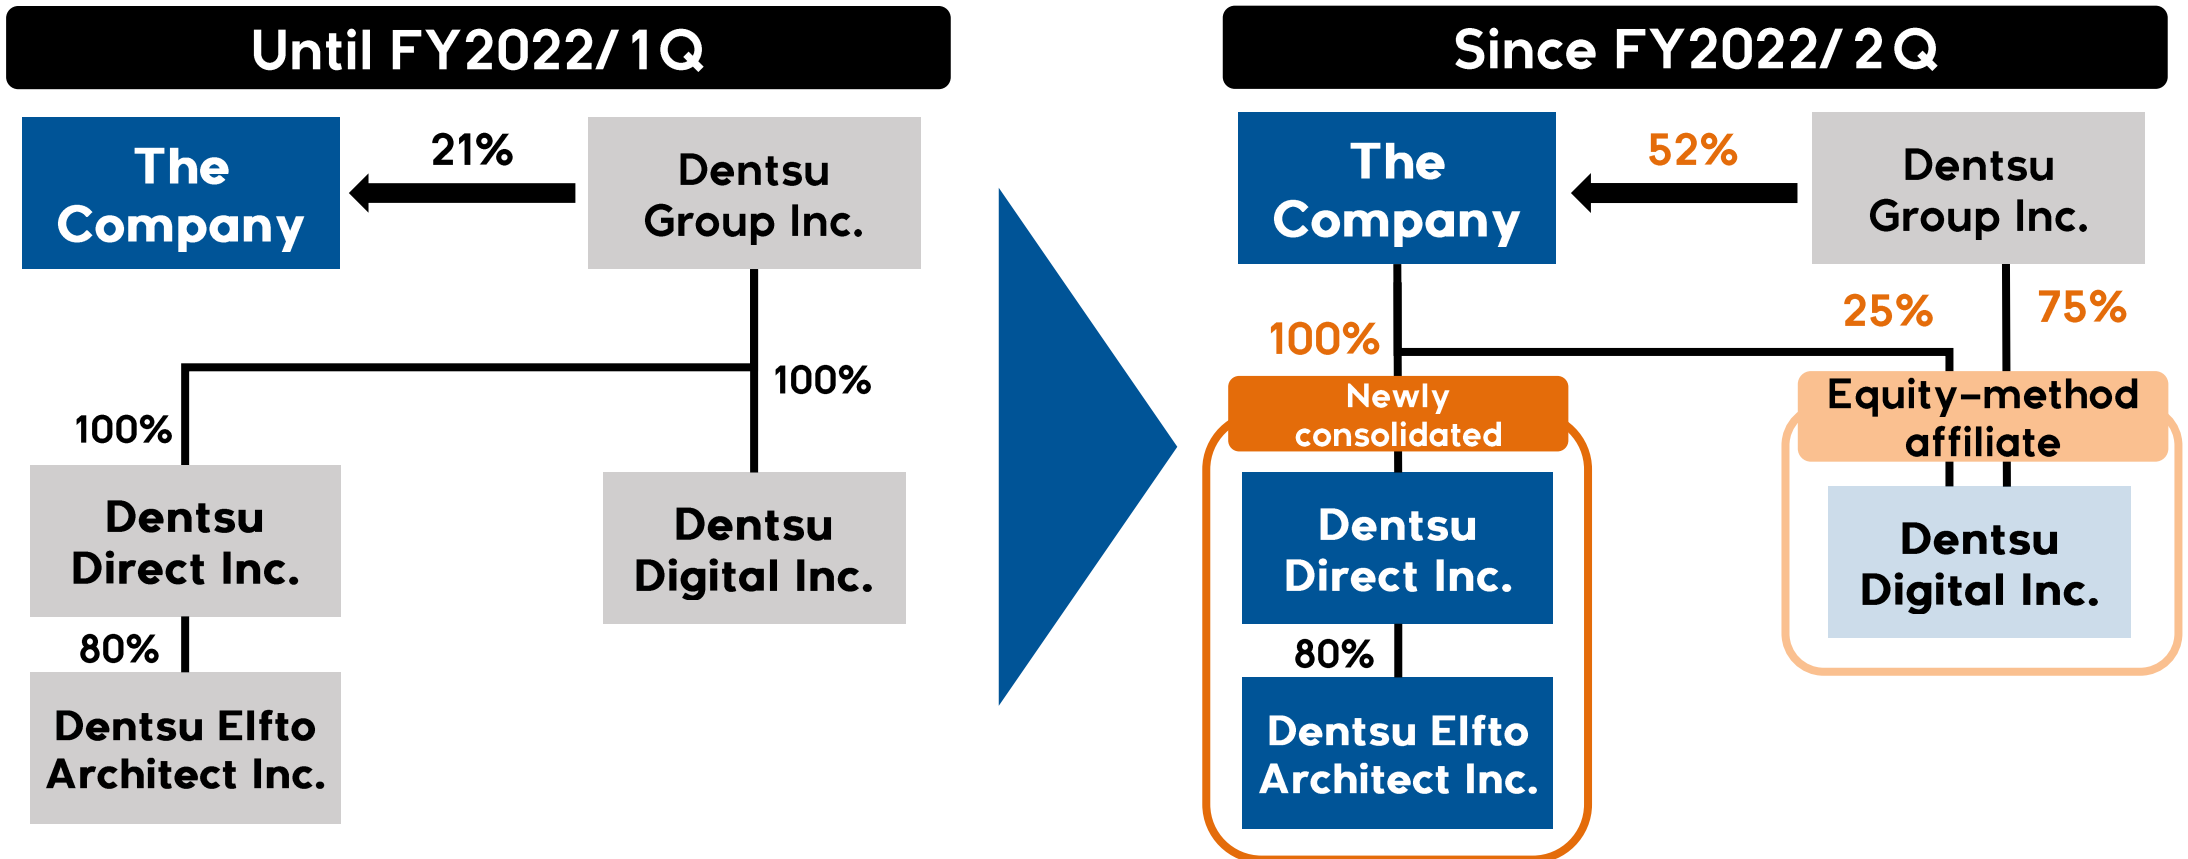 Until FY2022/1Q
The
Company
21%
Dentsu
Group Inc.
100%
100%
Dentsu
Direct Inc.
Dentsu
Digital Inc.
80%
Dentsu Elfto
Architect Inc.
Since FY2022/2Q
The
Company
52%
Dentsu
Group Inc.
100%
25%
75%
Newly
consolidated
Equity-method
affiliate
Dentsu
Direct Inc.
Dentsu
Digital Inc.
80%
Dentsu Elfto
Architect Inc.